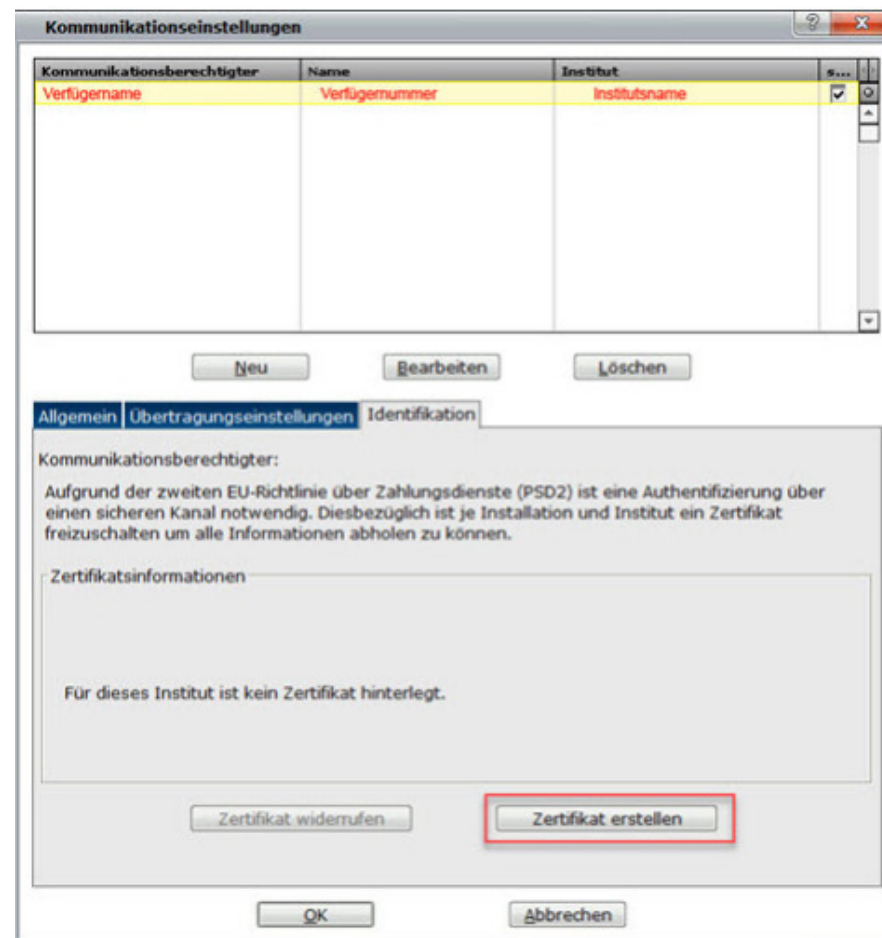 Kommunikationseinstellungen
Kommunikationsberechtigter Name Institut s...
Verfügername Verfügernummer Institutsname
Neu Bearbeiten Löschen
Allgemein Übertragungseinstellungen Identifikation
Kommunikationsberechtigter:
Aufgrund der zweiten EU-Richtlinie über Zahlungsdienste (PSD2) ist eine Authentifizierung über
einen sicheren Kanal notwendig. Diesbezüglich ist je Installation und Institut ein Zertifikat
freizuschalten um alle Informationen abholen zu können.
Zertifikatsinformationen
Für dieses Institut ist kein Zertifikat hinterlegt.
Zertifikat widerrufen Zertifikat erstellen
OK Abbrechen